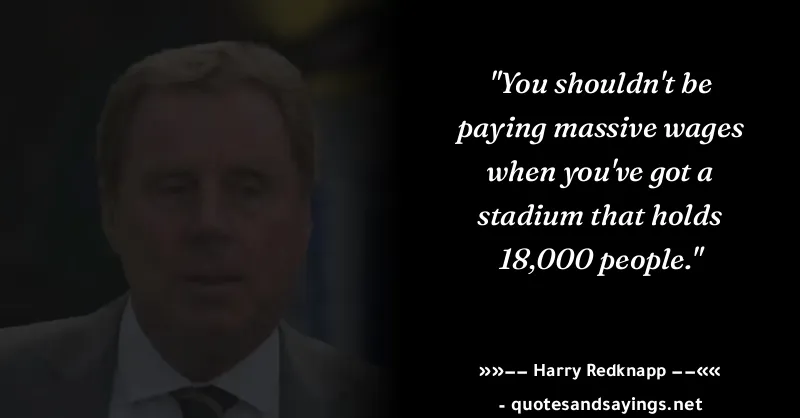 "You shouldn't be
paying massive wages
when you've got a
stadium that holds
18,000 people."
»»−− Harry Redknapp −−««
- quotesandsayings.net